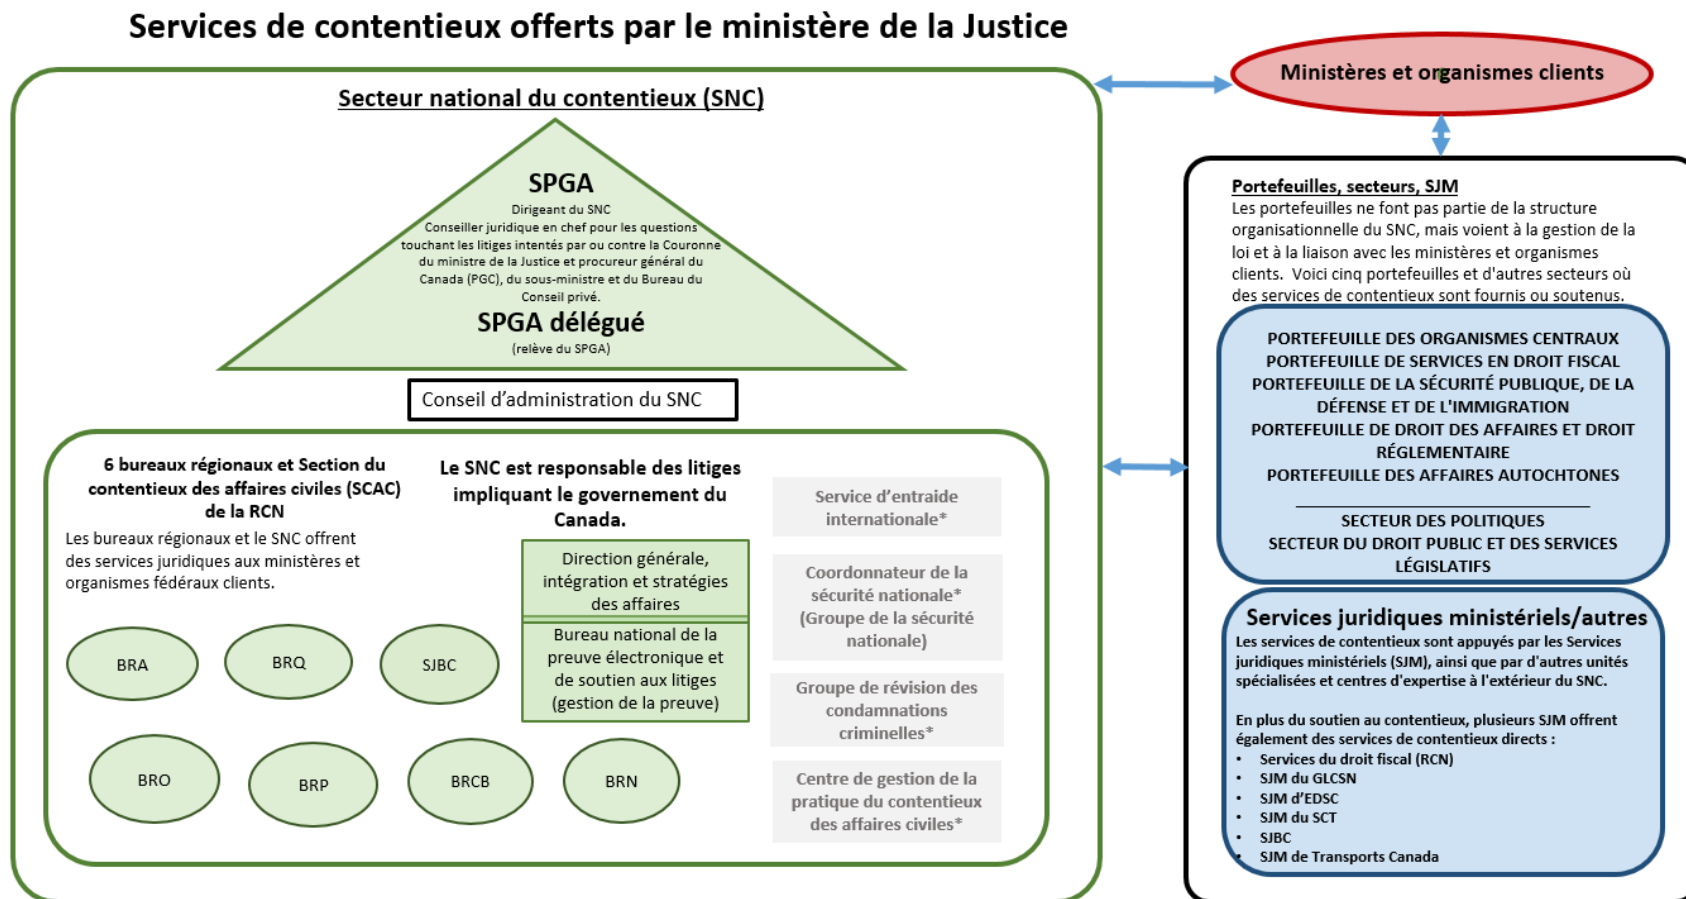 Services de contentieux offerts par le ministère de la Justice
Secteur national du contentieux (SNC)
SPGA
Dirigeant du SNC
Conseiller juridique en chef pour les questions
touchant les litiges intentés par ou contre la Couronne
du ministre de la Justice et procureur général du
Canada (PGC), du sous-ministre et du Bureau du
Conseil privé.
SPGA délégué
(relève du SPGA)
Conseil d’administration du SNC
6 bureaux régionaux et Section du
contentieux des affaires civiles (SCAC)
de la RCN
Les bureaux régionaux et le SNC offrent
des services juridiques aux ministères et
organismes fédéraux clients.
BRA
BRQ
SJBC
BRO
BRP
BRCB
BRN
Le SNC est responsable des litiges
impliquant le governement du
Canada.
Direction générale,
intégration et stratégies
des affaires
Bureau national de la
preuve électronique et
de soutien aux litiges
(gestion de la preuve)
Service d’entraide
internationale*
Coordonnateur de la
sécurité nationale*
(Groupe de la sécurité
nationale)
Groupe de révision des
condamnations
criminelles*
Centre de gestion de la
pratique du contentieux
des affaires civiles*
Ministères et organismes clients
Portefeuilles, secteurs, SJM
Les portefeuilles ne font pas partie de la structure
organisationnelle du SNC, mais voient à la gestion de la
loi et à la liaison avec les ministères et organismes
clients. Voici cinq portefeuilles et d'autres secteurs où
des services de contentieux sont fournis ou soutenus.
PORTEFEUILLE DES ORGANISMES CENTRAUX
PORTEFEUILLE DE SERVICES EN DROIT FISCAL
PORTEFEUILLE DE LA SÉCURITÉ PUBLIQUE, DE LA
DÉFENSE ET DE L'IMMIGRATION
PORTEFEUILLE DE DROIT DES AFFAIRES ET DROIT
RÉGLEMENTAIRE
PORTEFEUILLE DES AFFAIRES AUTOCHTONES
SECTEUR DES POLITIQUES
SECTEUR DU DROIT PUBLIC ET DES SERVICES
LÉGISLATIFS
Services juridiques ministériels/autres
Les services de contentieux sont appuyés par les Services
juridiques ministériels (SJM), ainsi que par d'autres unités
spécialisées et centres d'expertise à l'extérieur du SNC.
En plus du soutien au contentieux, plusieurs SJM offrent
également des services de contentieux directs :
• Services du droit fiscal (RCN)
• SJM du GLCSN
• SJM d’EDSC
• SJM du SCT
• SJBC
• SJM de Transports Canada